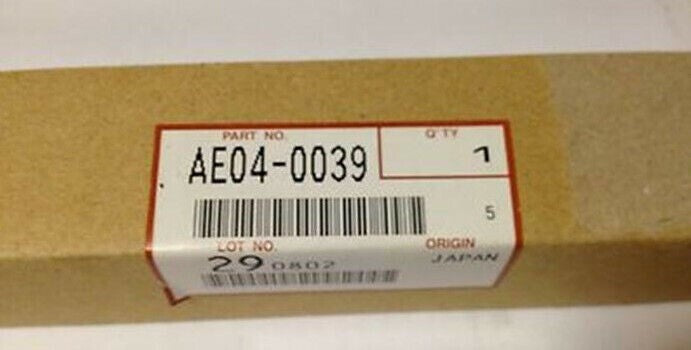 PART NO. Q'TY
AE04-0039 1
5
LOT NO. ORIGIN
29 0802 JAPAN